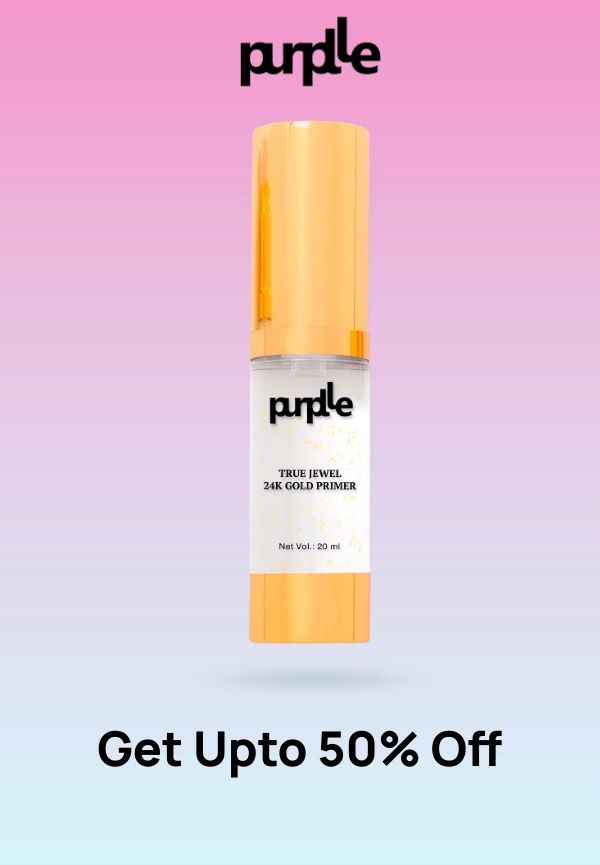 purplle
purplle
TRUE JEWEL
24K GOLD PRIMER
Net Vol.: 20 ml
Get Upto 50% Off